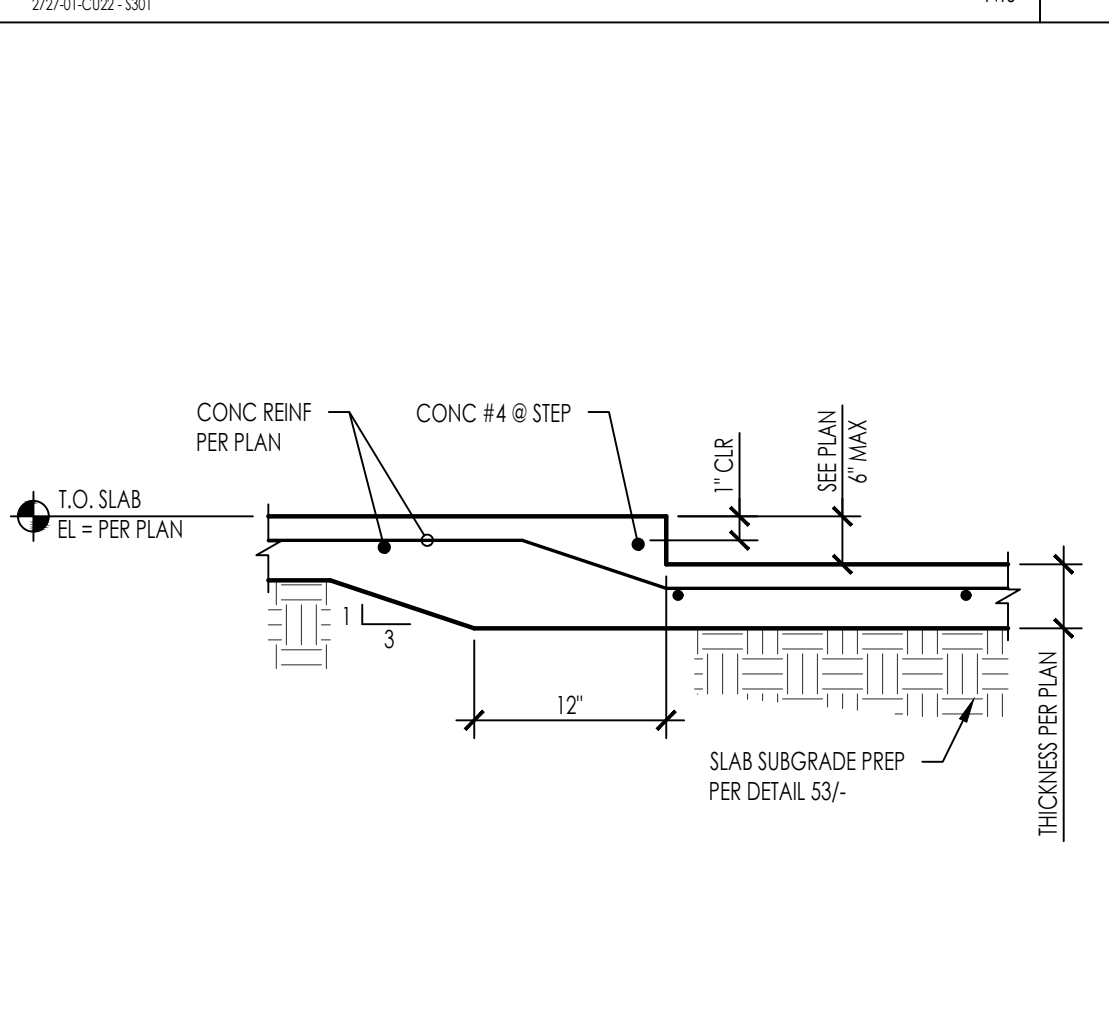 2727-01-CU22 - S301
CONC REINF
PER PLAN
CONC #4 @ STEP
1" CLR
SEE PLAN
6" MAX
T.O. SLAB
EL = PER PLAN
1
3
12"
SLAB SUBGRADE PREP
PER DETAIL 53/-
THICKNESS PER PLAN